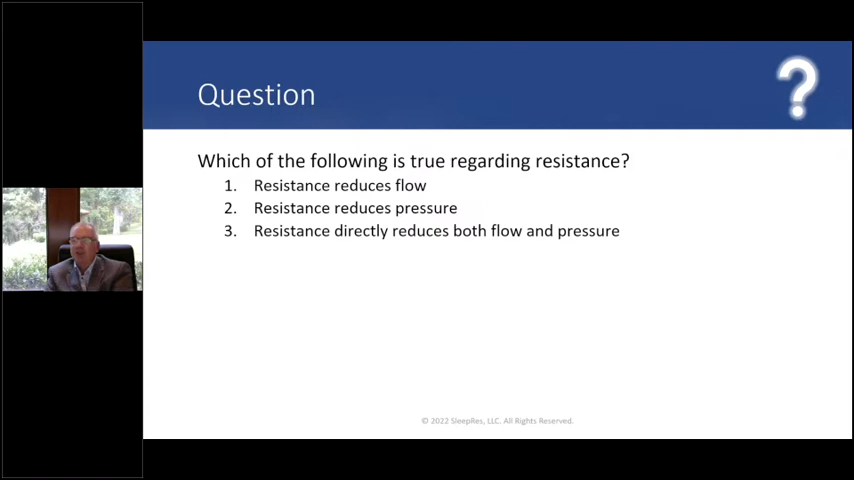 Question
?
Which of the following is true regarding resistance?
1. Resistance reduces flow
2. Resistance reduces pressure
3. Resistance directly reduces both flow and pressure
© 2022 SleepRes, LLC. All Rights Reserved.